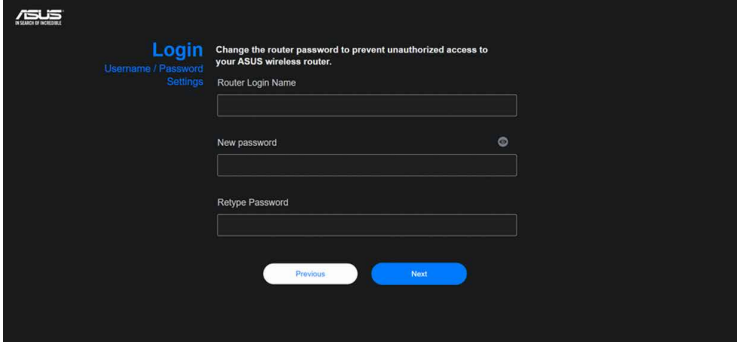 ASUS
IN SEARCH OF INCREDIBLE
Login
Username / Password
Settings
Change the router password to prevent unauthorized access to
your ASUS wireless router.
Router Login Name
New password
Retype Password
Previous
Next